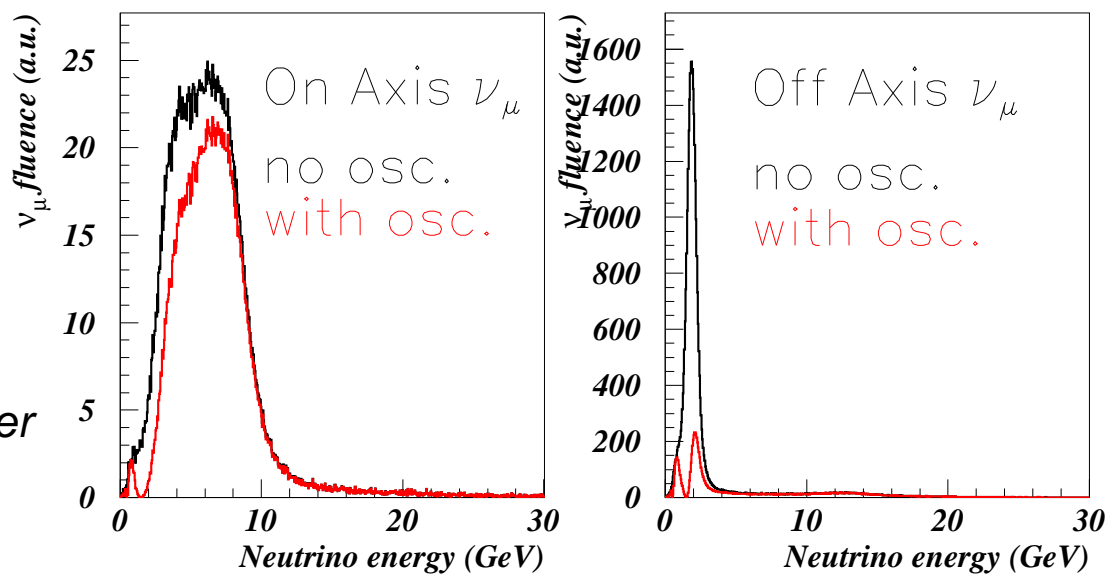 ν_μ fluence (a.u.)
25
20
15
10
5
0
On Axis ν_μ
no osc.
with osc.
0
10
20
30
Neutrino energy (GeV)
er
ν_μ fluence (a.u.)
1600
1400
1200
1000
800
600
400
200
0
Off Axis ν_μ
no osc.
with osc.
0
10
20
30
Neutrino energy (GeV)